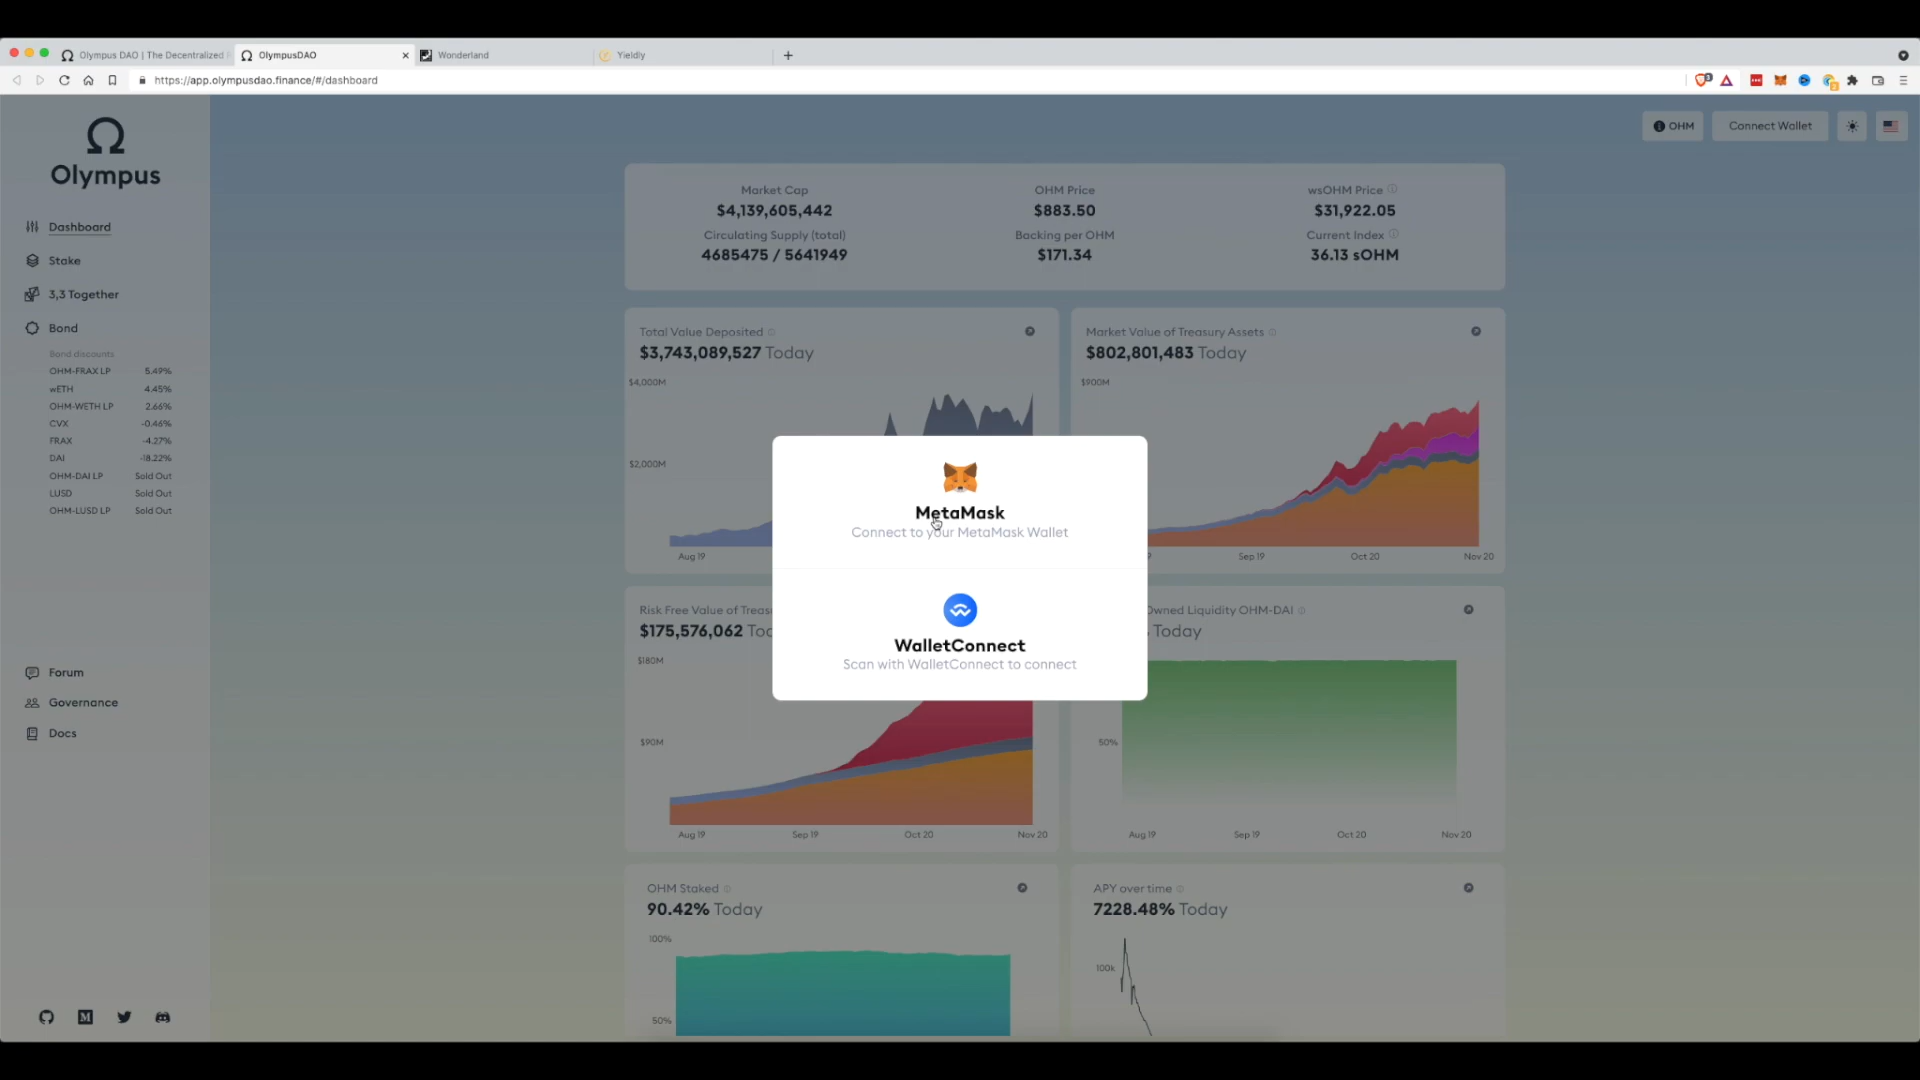 Olympus DAO | The Decentralized
OlympusDAO
Wonderland
Yieldly
https://app.olympusdao.finance/#/dashboard
Olympus
Dashboard
Stake
3,3 Together
Bond
Bond discounts
OHM-FRAX LP 5.49%
wETH 4.45%
OHM-WETH LP 2.66%
CVX -0.46%
FRAX -4.27%
DAI -18.22%
OHM-DAI LP Sold Out
LUSD Sold Out
OHM-LUSD LP Sold Out
Forum
Governance
Docs
OHM
Connect Wallet
Market Cap
$4,139,605,442
OHM Price
$883.50
wsOHM Price
$31,922.05
Circulating Supply (total)
4685475 / 5641949
Backing per OHM
$171.34
Current Index
36.13 sOHM
Total Value Deposited
$3,743,089,527 Today
$4,000M
$2,000M
Aug 19
Market Value of Treasury Assets
$802,801,483 Today
$900M
Sep 19
Oct 20
Nov 20
MetaMask
Connect to your MetaMask Wallet
WalletConnect
Scan with WalletConnect to connect
Risk Free Value of Treasu
$175,576,062 Tod
$180M
$90M
Aug 19
Sep 19
Oct 20
Nov 20
Owned Liquidity OHM-DAI
Today
50%
Aug 19
Sep 19
Oct 20
Nov 20
OHM Staked
90.42% Today
100%
50%
APY over time
7228.48% Today
100k